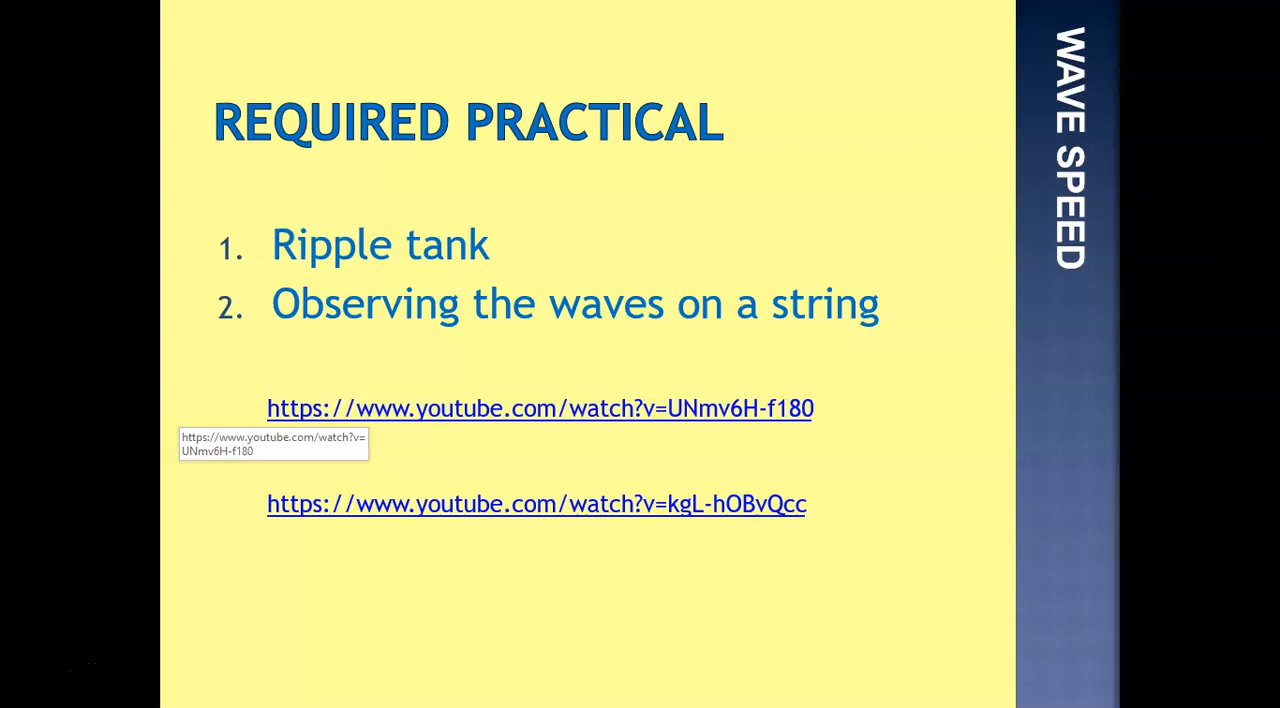 REQUIRED PRACTICAL
1. Ripple tank
2. Observing the waves on a string
https://www.youtube.com/watch?v=UNmv6H-f180
https://www.youtube.com/watch?v=
UNmv6H-f180
https://www.youtube.com/watch?v=kgL-hOBvQcc
WAVE SPEED